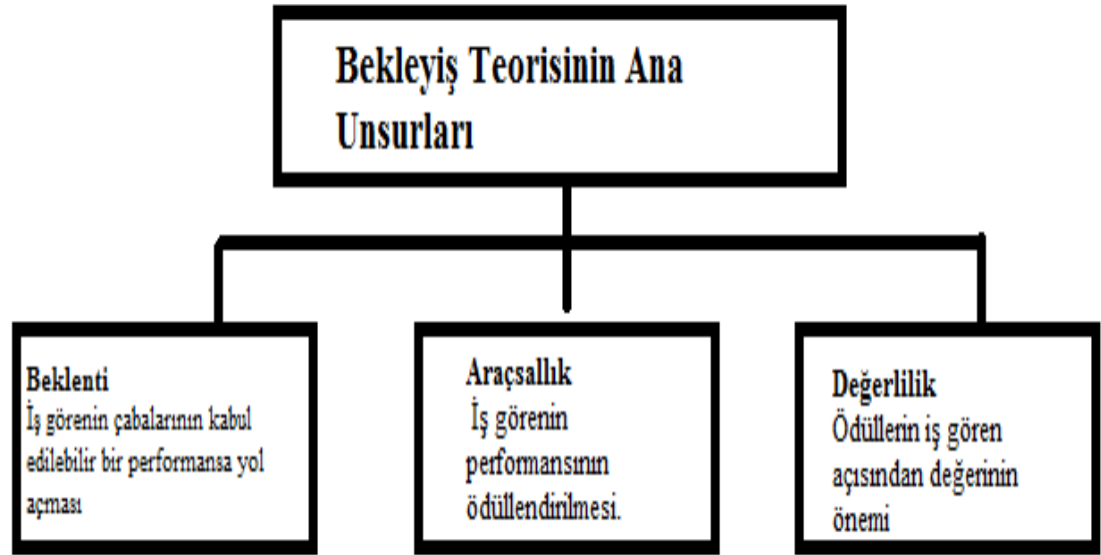 Bekleyiş Teorisinin Ana
Unsurları
Beklenti
İş görenin çabalarının kabul
edilebilir bir performansa yol
açması
Araçsallık
İş görenin
performansının
ödüllendirilmesi.
Değerlilik
Ödüllerin iş gören
açısından değerinin
önemi